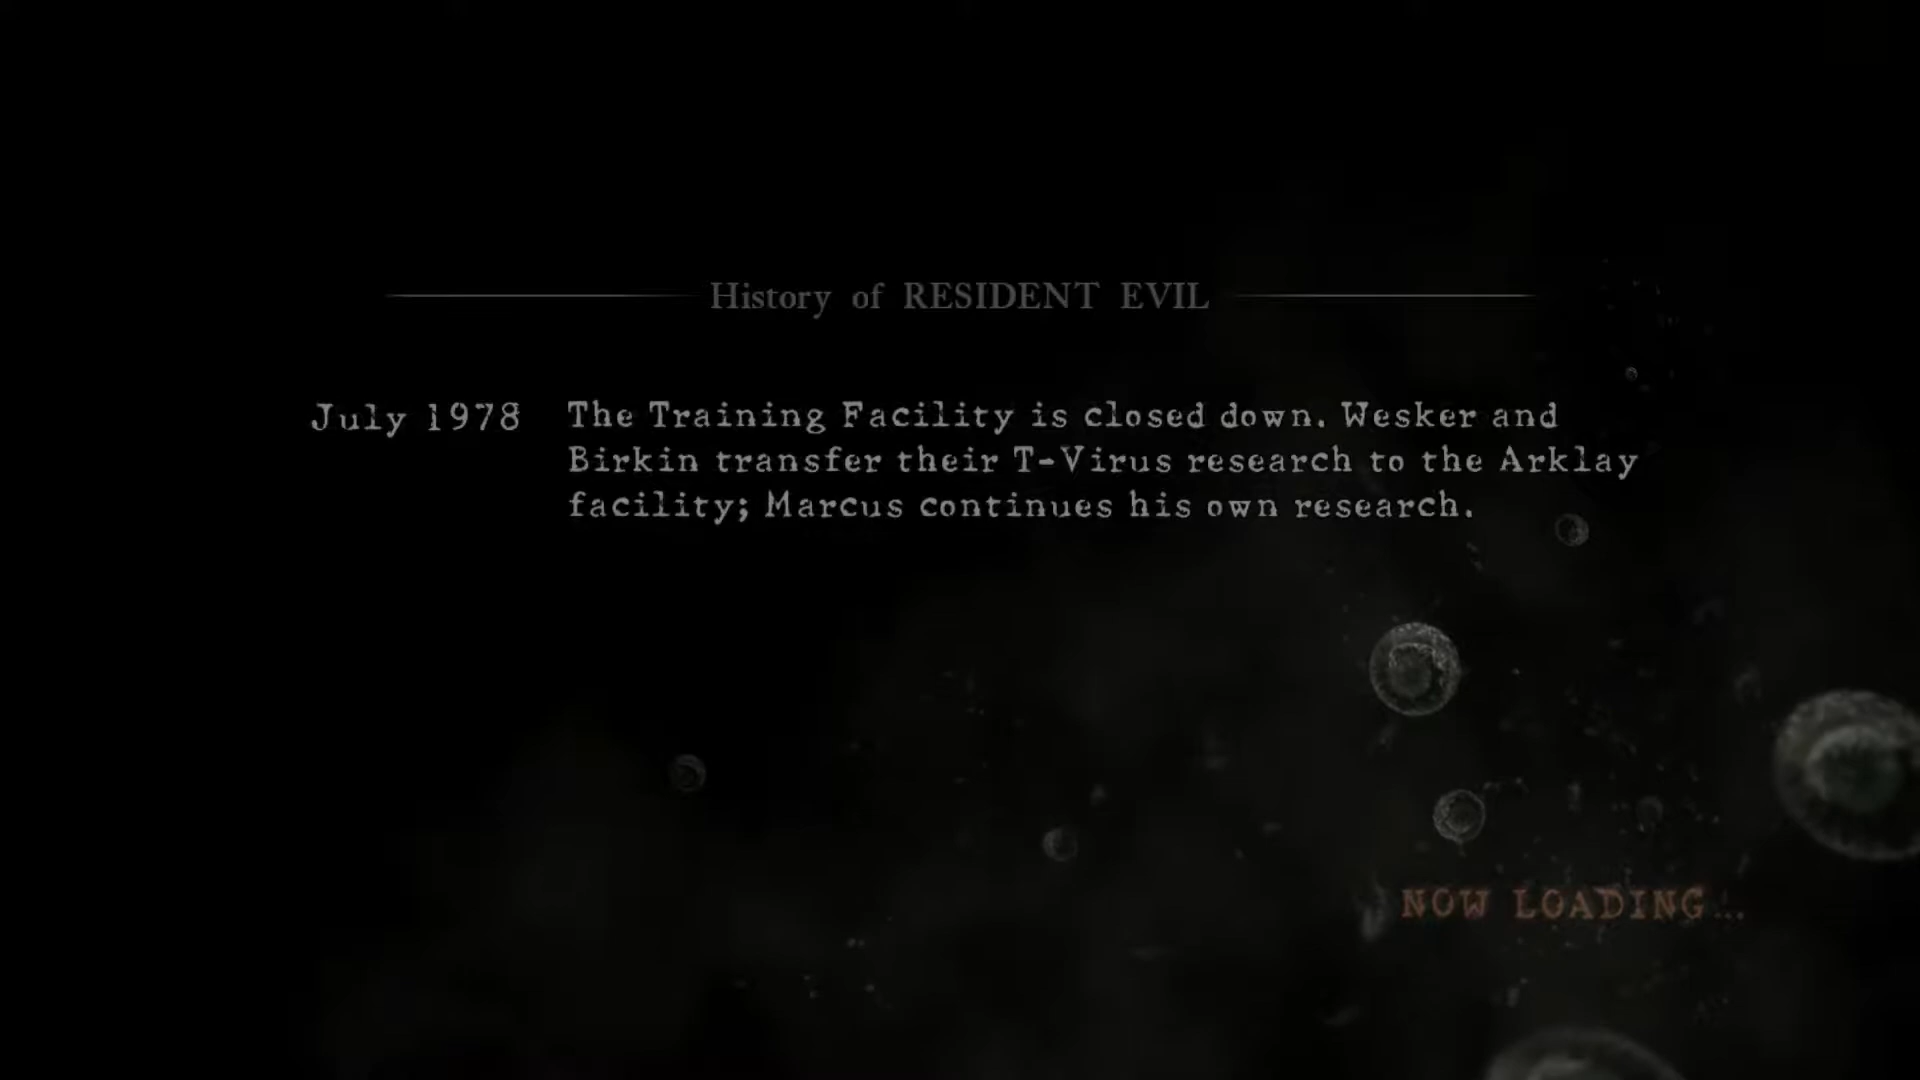 History of RESIDENT EVIL
July 1978 The Training Facility is closed down. Wesker and
Birkin transfer their T-Virus research to the Arklay
facility; Marcus continues his own research.
NOW LOADING...